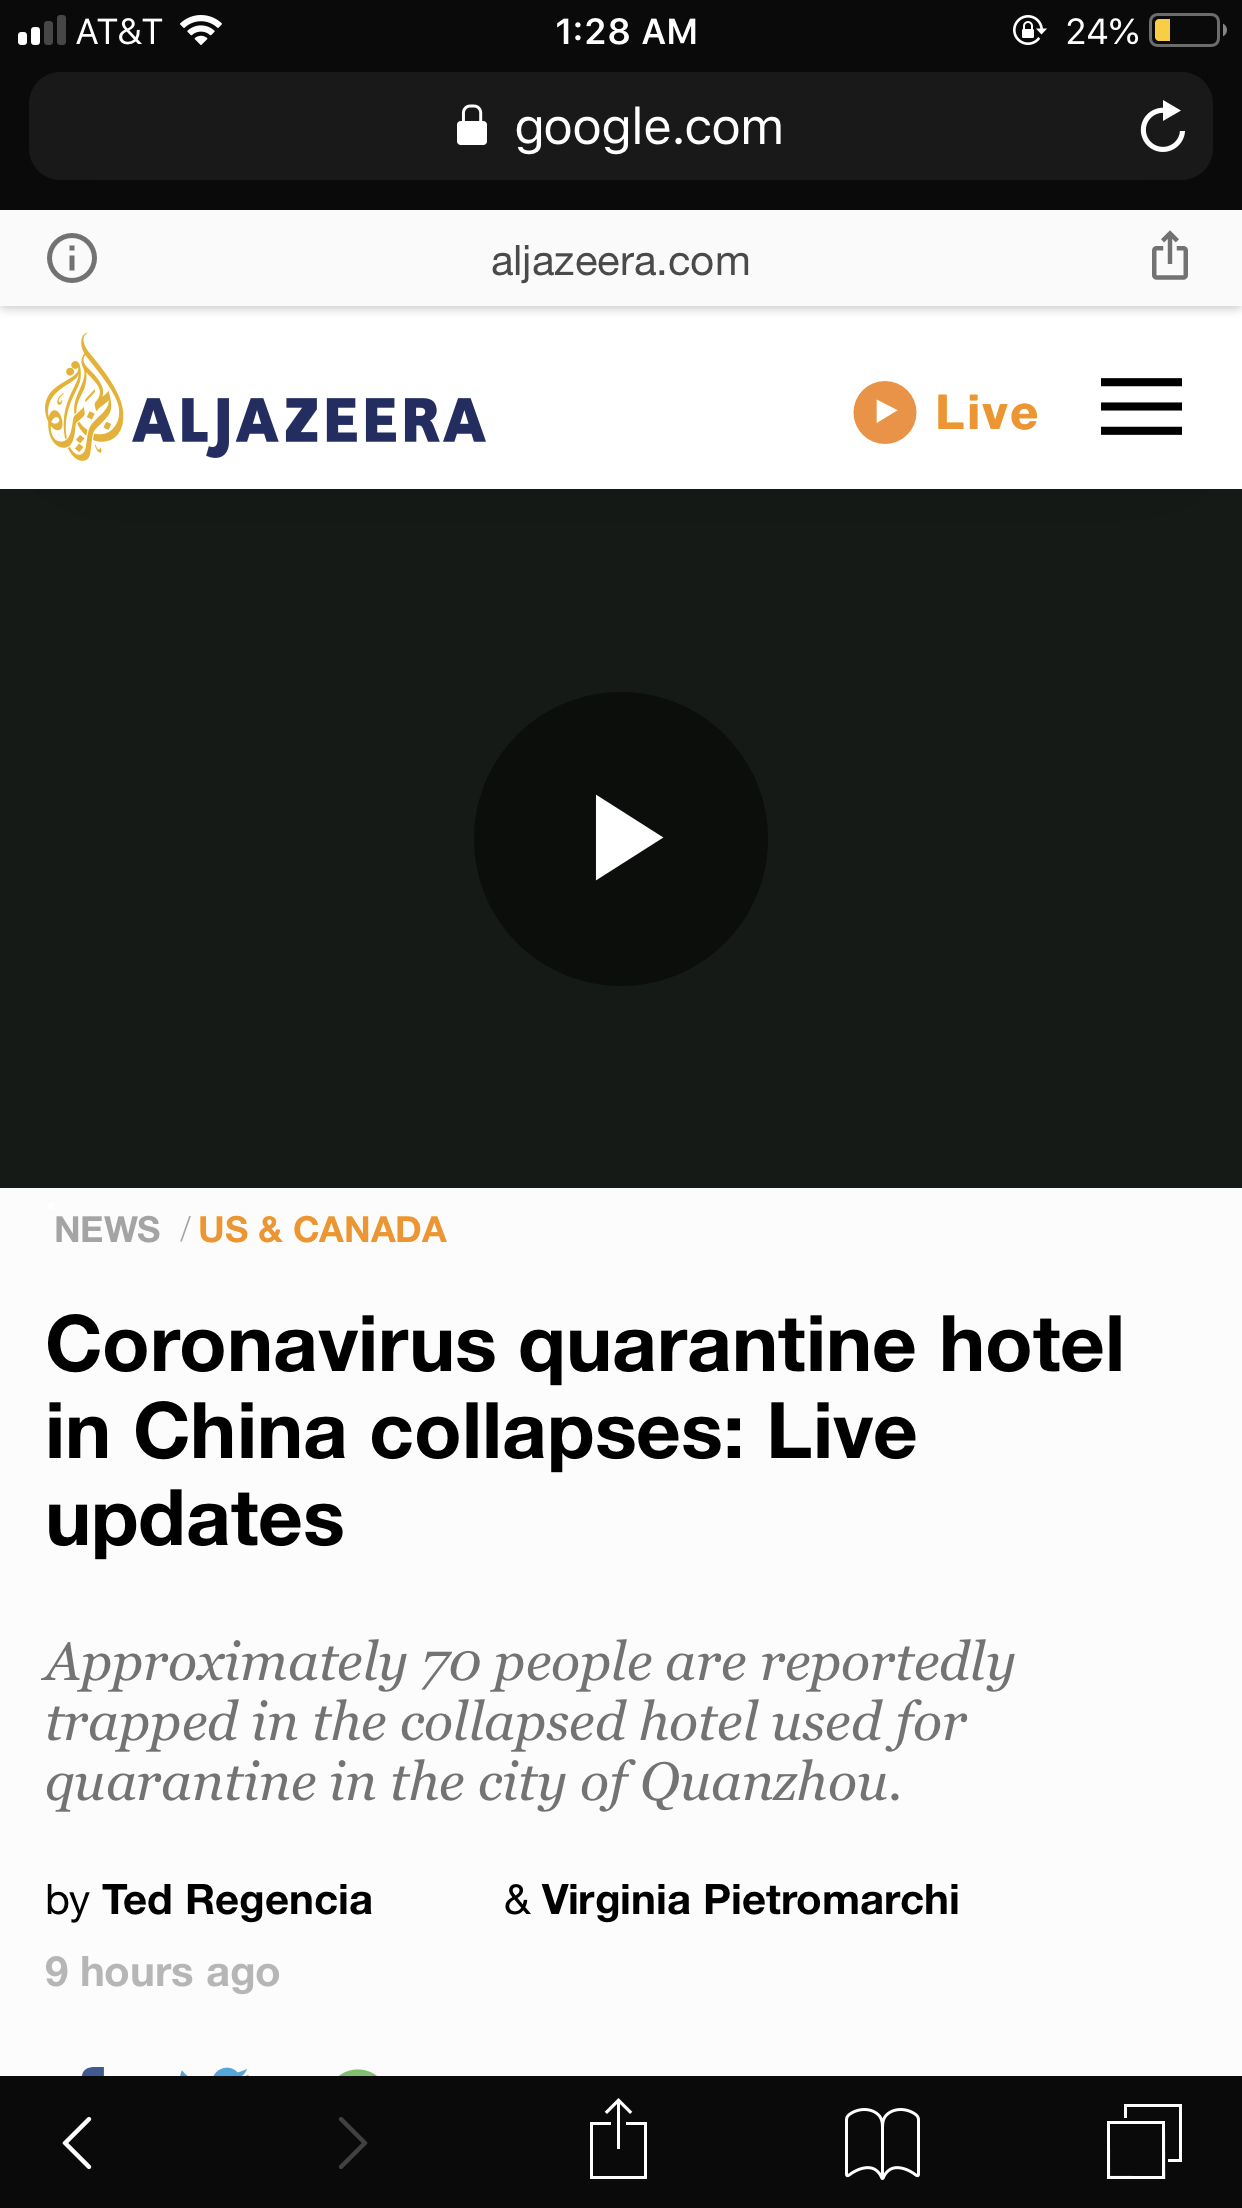 AT&T 1:28 AM 24%
google.com
aljazeera.com
ALJAZEERA Live
NEWS / US & CANADA
Coronavirus quarantine hotel
in China collapses: Live
updates
Approximately 70 people are reportedly
trapped in the collapsed hotel used for
quarantine in the city of Quanzhou.
by Ted Regencia & Virginia Pietromarchi
9 hours ago